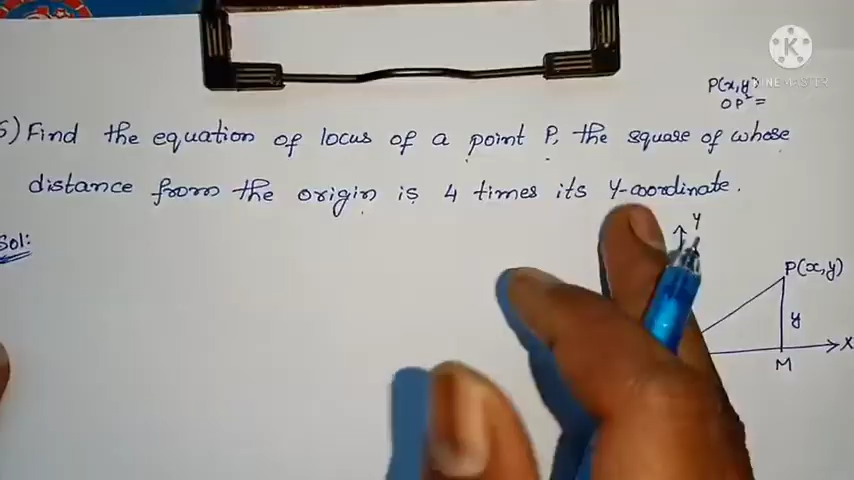 K
KINEMASTER
P(x,y)
OP²=
5) Find the equation of locus of a point P, the square of whose
distance from the origin is 4 times its Y-coordinate.
Sol:
Y
P(x,y)
y
X
M